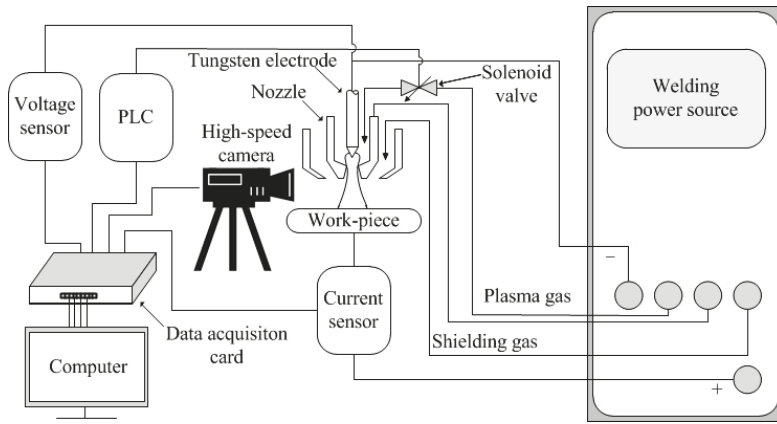 Tungsten electrode
Nozzle
Solenoid
valve
Welding
power source
Voltage
sensor
PLC
High-speed
camera
Work-piece
−
Current
sensor
Plasma gas
Data acquisiton
card
Shielding gas
Computer
+